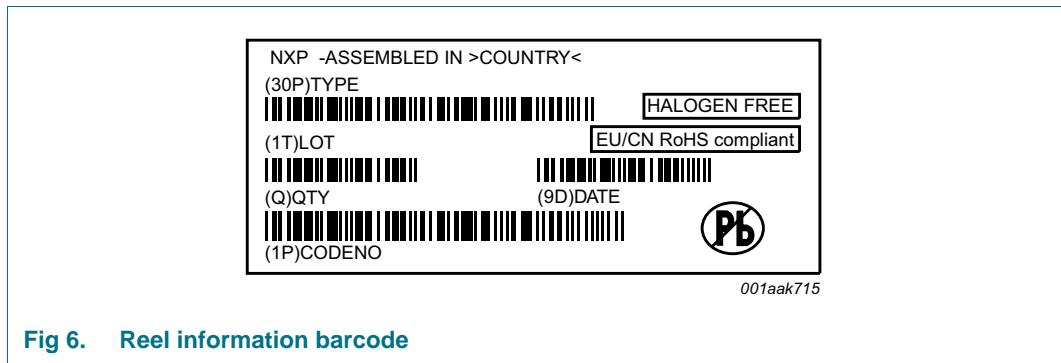 NXP -ASSEMBLED IN >COUNTRY<
(30P)TYPE
HALOGEN FREE
(1T)LOT
EU/CN RoHS compliant
(Q)QTY
(9D)DATE
Pb
(1P)CODENO
001aak715
Fig 6. Reel information barcode